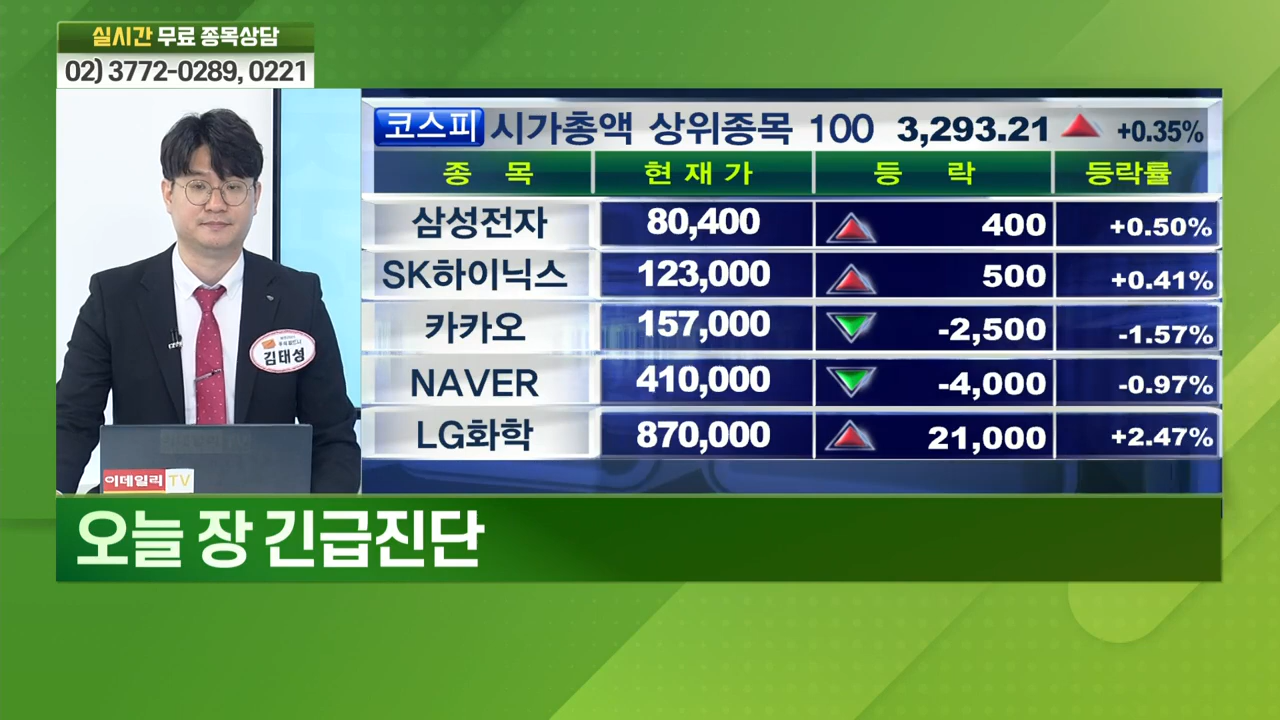 실시간 무료 종목상담
02) 3772-0289, 0221
코스피 시가총액 상위종목 100 3,293.21 +0.35%
종 목 현 재 가 등 락 등락률
삼성전자 80,400 400 +0.50%
SK하이닉스 123,000 500 +0.41%
카카오 157,000 -2,500 -1.57%
NAVER 410,000 -4,000 -0.97%
LG화학 870,000 21,000 +2.47%
김태성
이데일리 TV
오늘 장 긴급진단